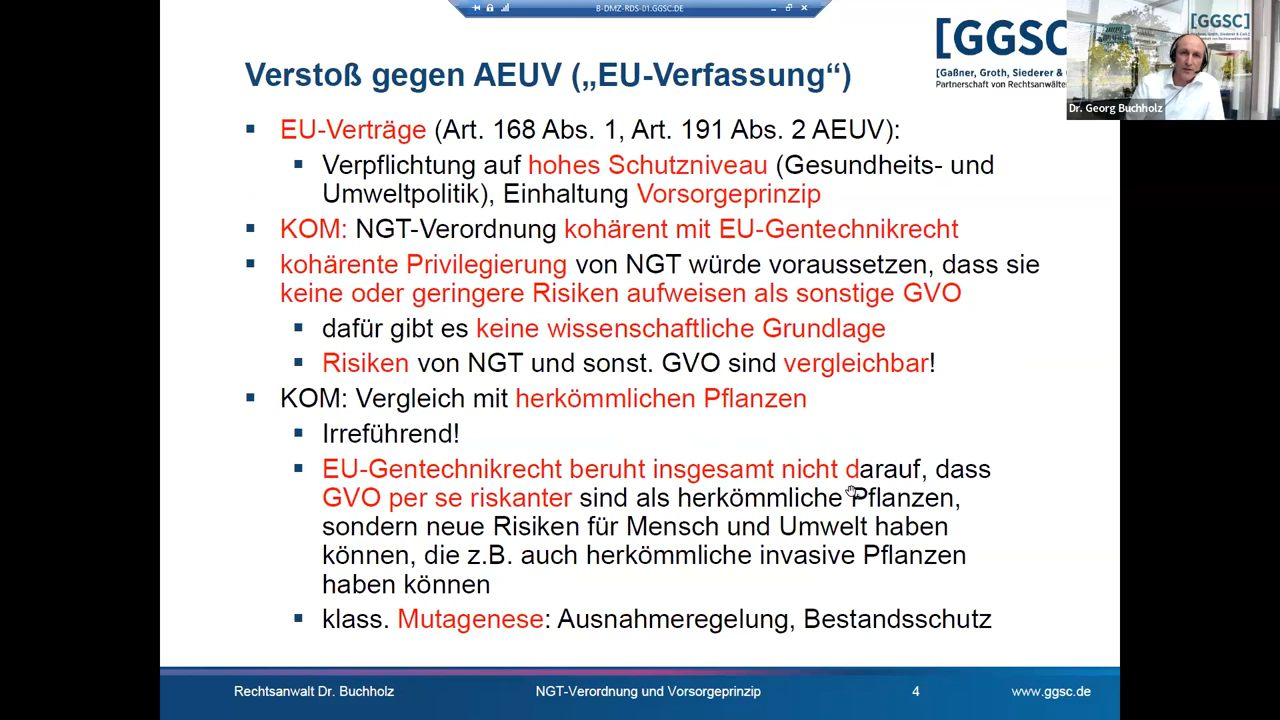 B-DMZ-RDS-01.GGSC.DE
[GGSC]
Verstoß gegen AEUV („EU-Verfassung“)
[GGSC
[Gaßner, Groth, Siederer &
Partnerschaft von Rechtsanwälte
Dr. Georg Buchholz
EU-Verträge (Art. 168 Abs. 1, Art. 191 Abs. 2 AEUV):
Verpflichtung auf hohes Schutzniveau (Gesundheits- und
Umweltpolitik), Einhaltung Vorsorgeprinzip
KOM: NGT-Verordnung kohärent mit EU-Gentechnikrecht
kohärente Privilegierung von NGT würde voraussetzen, dass sie
keine oder geringere Risiken aufweisen als sonstige GVO
dafür gibt es keine wissenschaftliche Grundlage
Risiken von NGT und sonst. GVO sind vergleichbar!
KOM: Vergleich mit herkömmlichen Pflanzen
Irreführend!
EU-Gentechnikrecht beruht insgesamt nicht darauf, dass
GVO per se riskanter sind als herkömmliche Pflanzen,
sondern neue Risiken für Mensch und Umwelt haben
können, die z.B. auch herkömmliche invasive Pflanzen
haben können
klass. Mutagenese: Ausnahmeregelung, Bestandsschutz
Rechtsanwalt Dr. Buchholz
NGT-Verordnung und Vorsorgeprinzip
4
www.ggsc.de